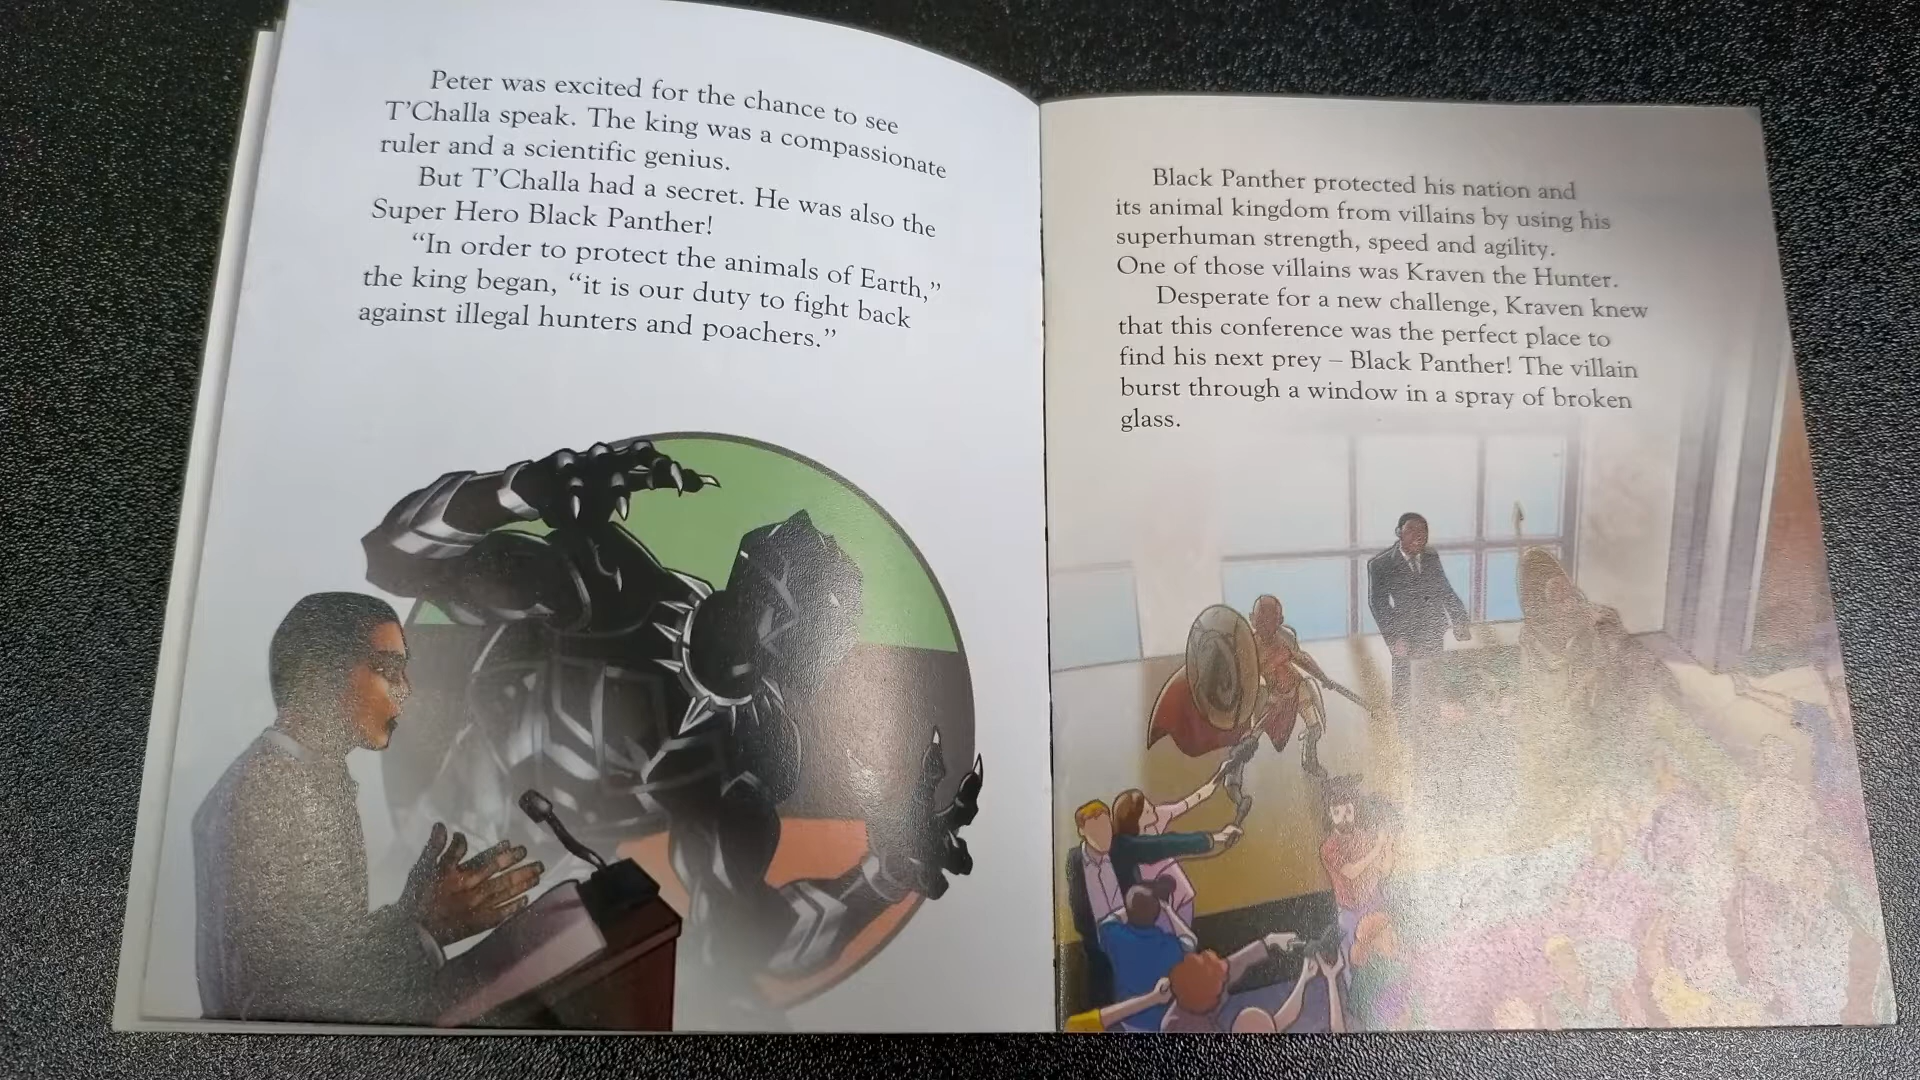 Peter was excited for the chance to see
T'Challa speak. The king was a compassionate
ruler and a scientific genius.
But T'Challa had a secret. He was also the
Super Hero Black Panther!
“In order to protect the animals of Earth,”
the king began, “it is our duty to fight back
against illegal hunters and poachers.”
Black Panther protected his nation and
its animal kingdom from villains by using his
superhuman strength, speed and agility.
One of those villains was Kraven the Hunter.
Desperate for a new challenge, Kraven knew
that this conference was the perfect place to
find his next prey – Black Panther! The villain
burst through a window in a spray of broken
glass.